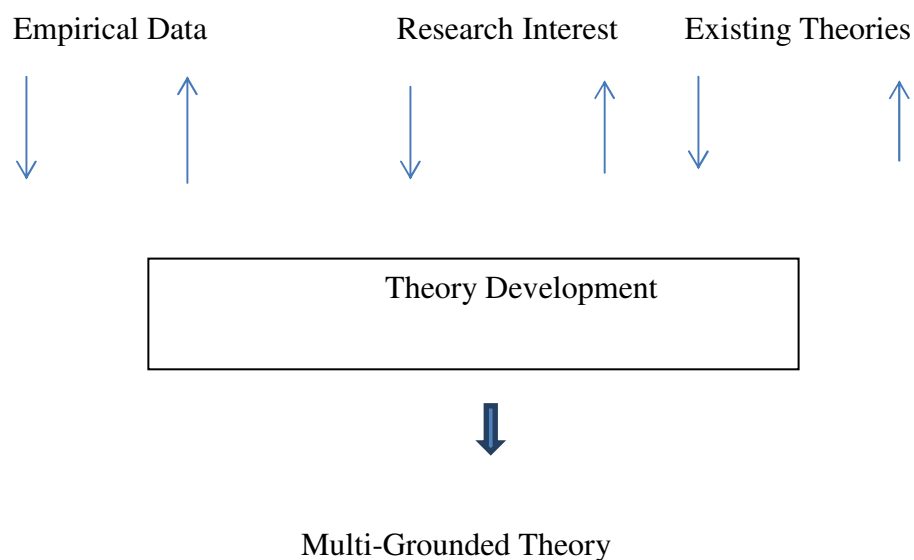 Empirical Data Research Interest Existing Theories
Theory Development
Multi-Grounded Theory